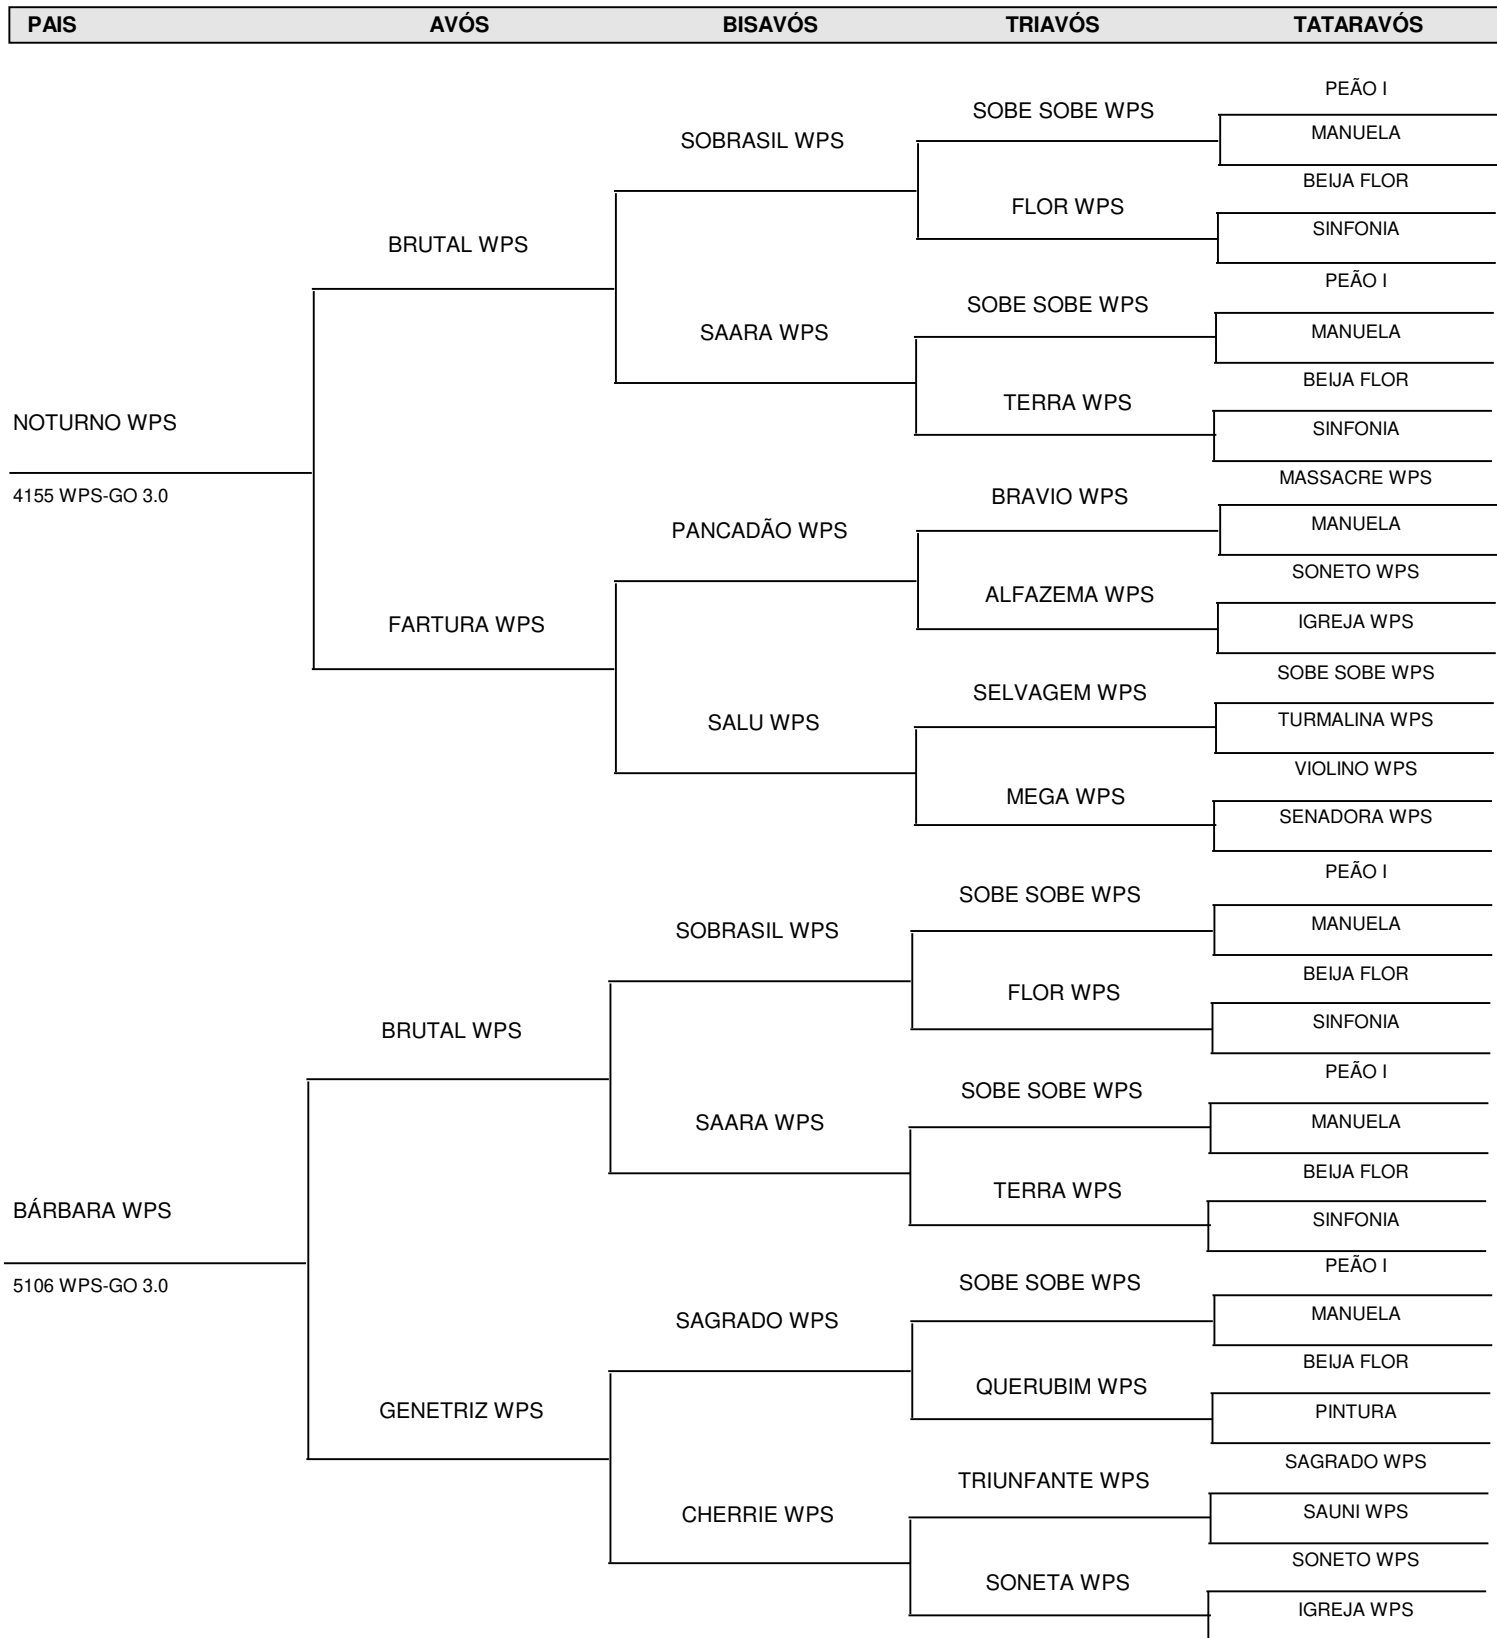 PAIS AVÓS BISAVÓS TRIAVÓS TATARAVÓS
PEÃO I
SOBE SOBE WPS
MANUELA
SOBRASIL WPS
BEIJA FLOR
FLOR WPS
SINFONIA
BRUTAL WPS
PEÃO I
SOBE SOBE WPS
MANUELA
SAARA WPS
BEIJA FLOR
TERRA WPS
NOTURNO WPS
SINFONIA
MASSACRE WPS
4155 WPS-GO 3.0
BRAVIO WPS
MANUELA
PANCADÃO WPS
SONETO WPS
ALFAZEMA WPS
IGREJA WPS
FARTURA WPS
SOBE SOBE WPS
SELVAGEM WPS
TURMALINA WPS
SALU WPS
VIOLINO WPS
MEGA WPS
SENADORA WPS
PEÃO I
SOBE SOBE WPS
MANUELA
SOBRASIL WPS
BEIJA FLOR
FLOR WPS
SINFONIA
BRUTAL WPS
PEÃO I
SOBE SOBE WPS
MANUELA
SAARA WPS
BEIJA FLOR
TERRA WPS
BÁRBARA WPS
SINFONIA
PEÃO I
5106 WPS-GO 3.0
SOBE SOBE WPS
MANUELA
SAGRADO WPS
BEIJA FLOR
QUERUBIM WPS
GENETRIZ WPS
PINTURA
SAGRADO WPS
TRIUNFANTE WPS
SAUNI WPS
CHERRIE WPS
SONETO WPS
SONETA WPS
IGREJA WPS